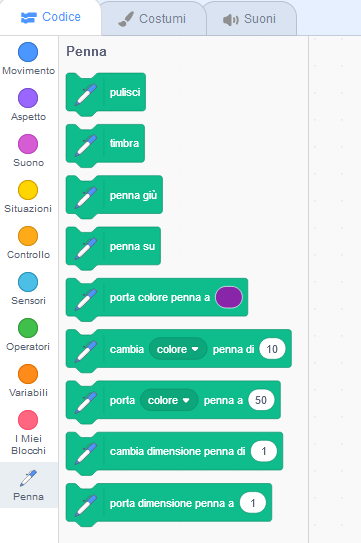 Codice
Costumi
Suoni
Movimento
Aspetto
Suono
Situazioni
Controllo
Sensori
Operatori
Variabili
I Miei
Blocchi
Penna
Penna
pulisci
timbra
penna giù
penna su
porta colore penna a
cambia colore penna di 10
porta colore penna a 50
cambia dimensione penna di 1
porta dimensione penna a 1